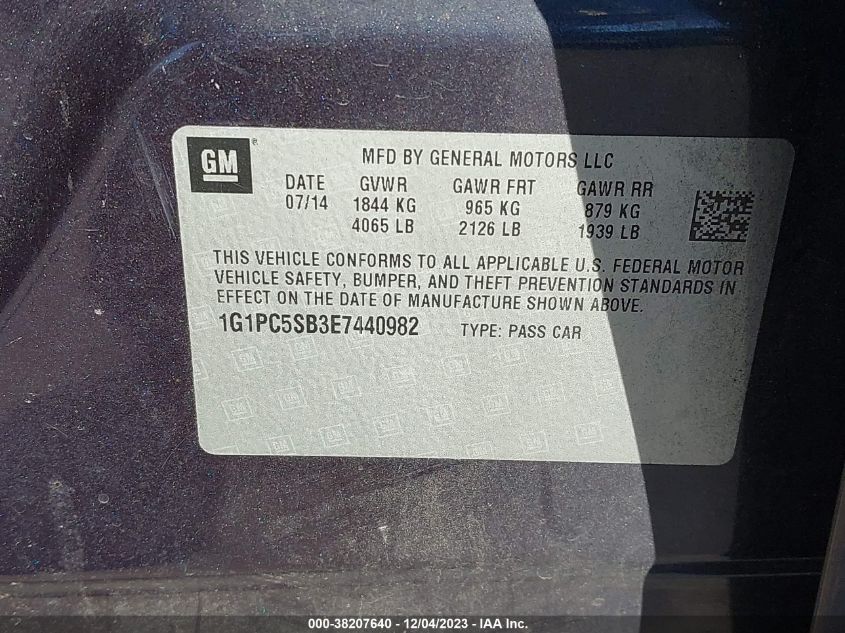 GM
MFD BY GENERAL MOTORS LLC
DATE GVWR GAWR FRT GAWR RR
07/14 1844 KG 965 KG 879 KG
4065 LB 2126 LB 1939 LB
THIS VEHICLE CONFORMS TO ALL APPLICABLE U.S. FEDERAL MOTOR
VEHICLE SAFETY, BUMPER, AND THEFT PREVENTION STANDARDS IN
EFFECT ON THE DATE OF MANUFACTURE SHOWN ABOVE.
1G1PC5SB3E7440982 TYPE: PASS CAR
000-38207640 - 12/04/2023 - IAA Inc.